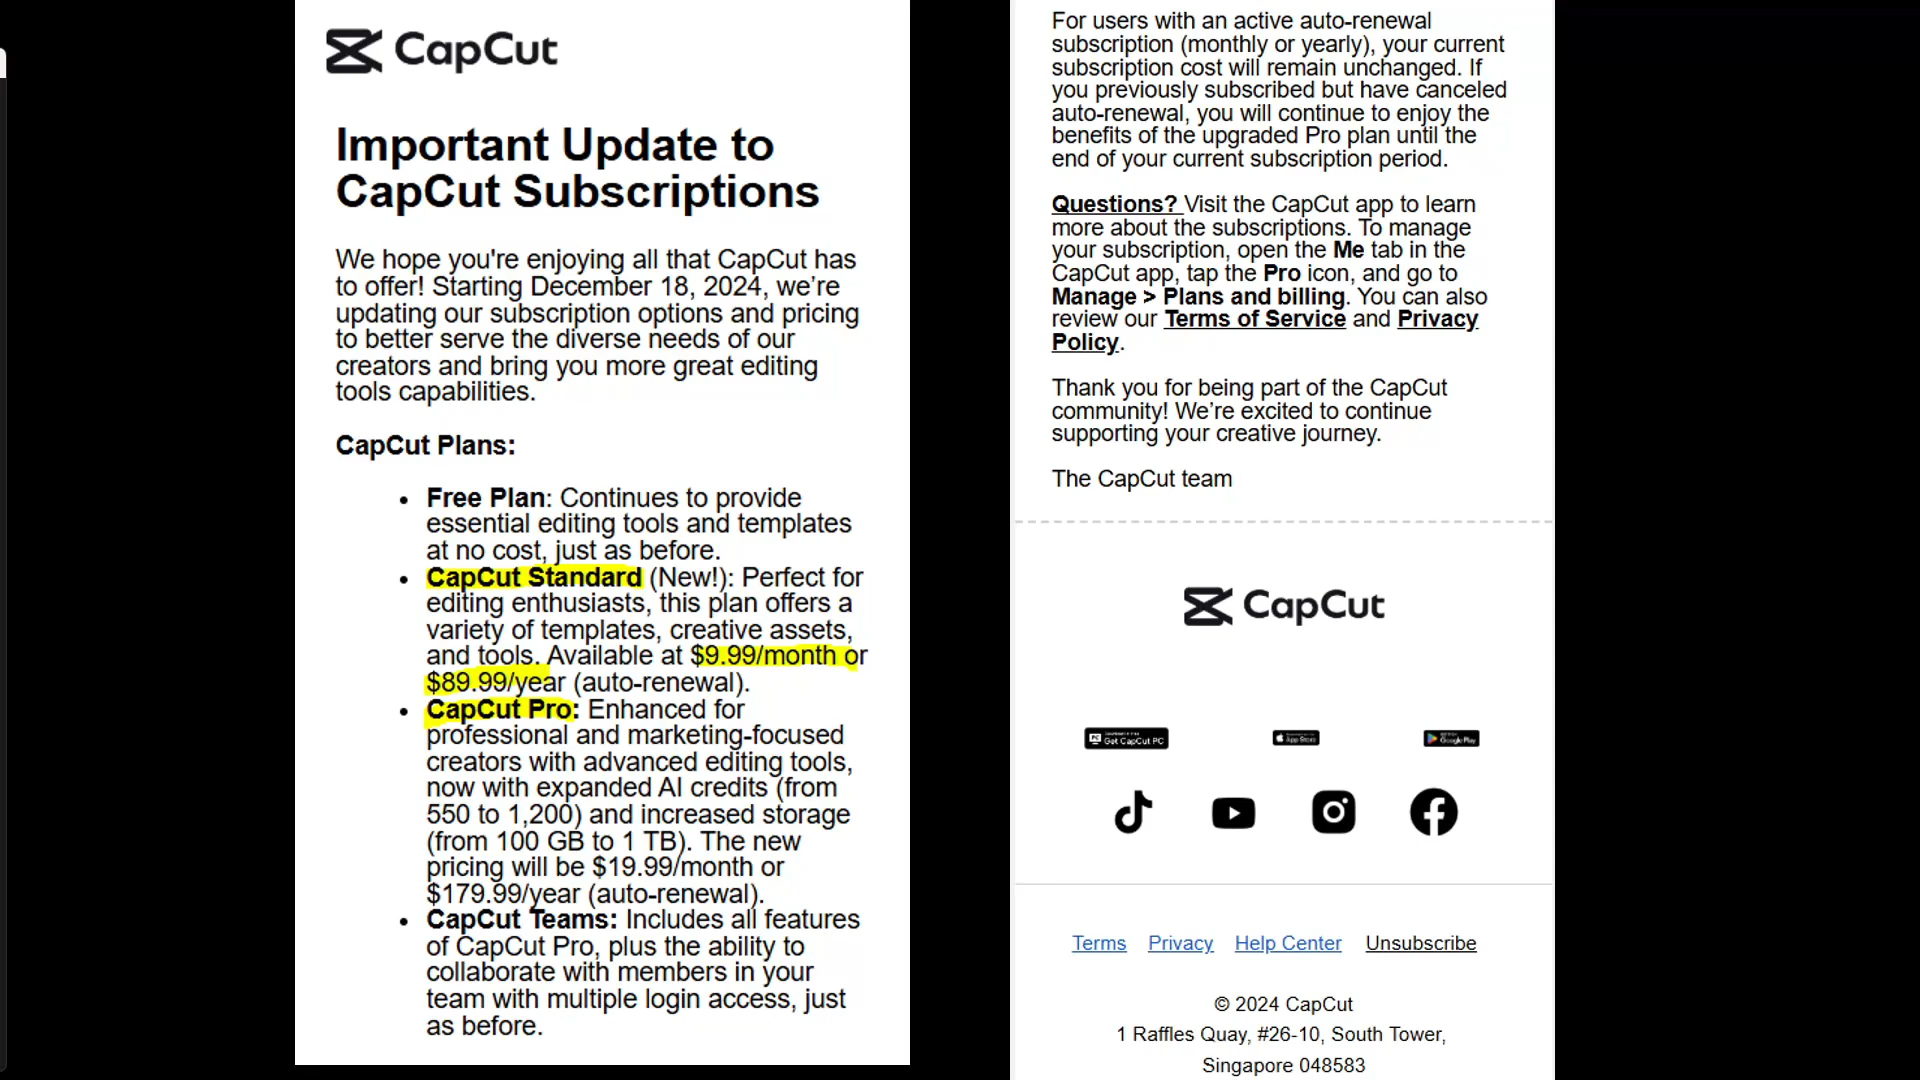 CapCut
Important Update to
CapCut Subscriptions
We hope you're enjoying all that CapCut has
to offer! Starting December 18, 2024, we’re
updating our subscription options and pricing
to better serve the diverse needs of our
creators and bring you more great editing
tools capabilities.
CapCut Plans:
• Free Plan: Continues to provide
essential editing tools and templates
at no cost, just as before.
• CapCut Standard (New!): Perfect for
editing enthusiasts, this plan offers a
variety of templates, creative assets,
and tools. Available at $9.99/month or
$89.99/year (auto-renewal).
• CapCut Pro: Enhanced for
professional and marketing-focused
creators with advanced editing tools,
now with expanded AI credits (from
550 to 1,200) and increased storage
(from 100 GB to 1 TB). The new
pricing will be $19.99/month or
$179.99/year (auto-renewal).
• CapCut Teams: Includes all features
of CapCut Pro, plus the ability to
collaborate with members in your
team with multiple login access, just
as before.
For users with an active auto-renewal
subscription (monthly or yearly), your current
subscription cost will remain unchanged. If
you previously subscribed but have canceled
auto-renewal, you will continue to enjoy the
benefits of the upgraded Pro plan until the
end of your current subscription period.
Questions? Visit the CapCut app to learn
more about the subscriptions. To manage
your subscription, open the Me tab in the
CapCut app, tap the Pro icon, and go to
Manage > Plans and billing. You can also
review our Terms of Service and Privacy
Policy.
Thank you for being part of the CapCut
community! We’re excited to continue
supporting your creative journey.
The CapCut team
CapCut
Get CapCut PC
App Store
Google Play
Terms Privacy Help Center Unsubscribe
© 2024 CapCut
1 Raffles Quay, #26-10, South Tower,
Singapore 048583